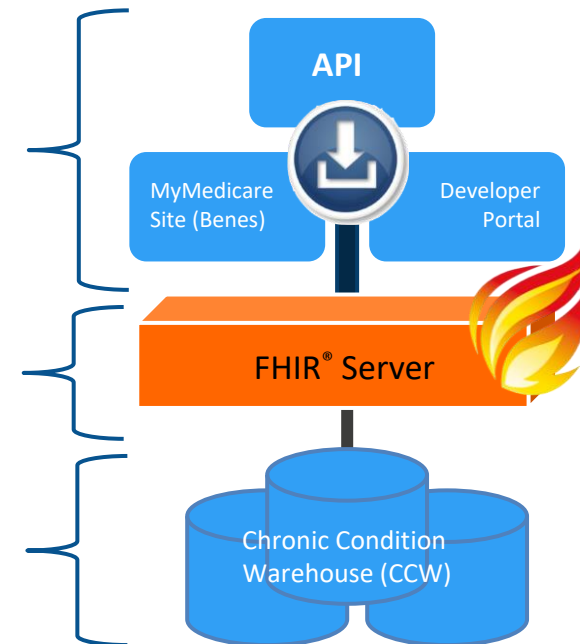 API
MyMedicare
Site (Benes)
Developer
Portal
FHIR® Server
Chronic Condition
Warehouse (CCW)